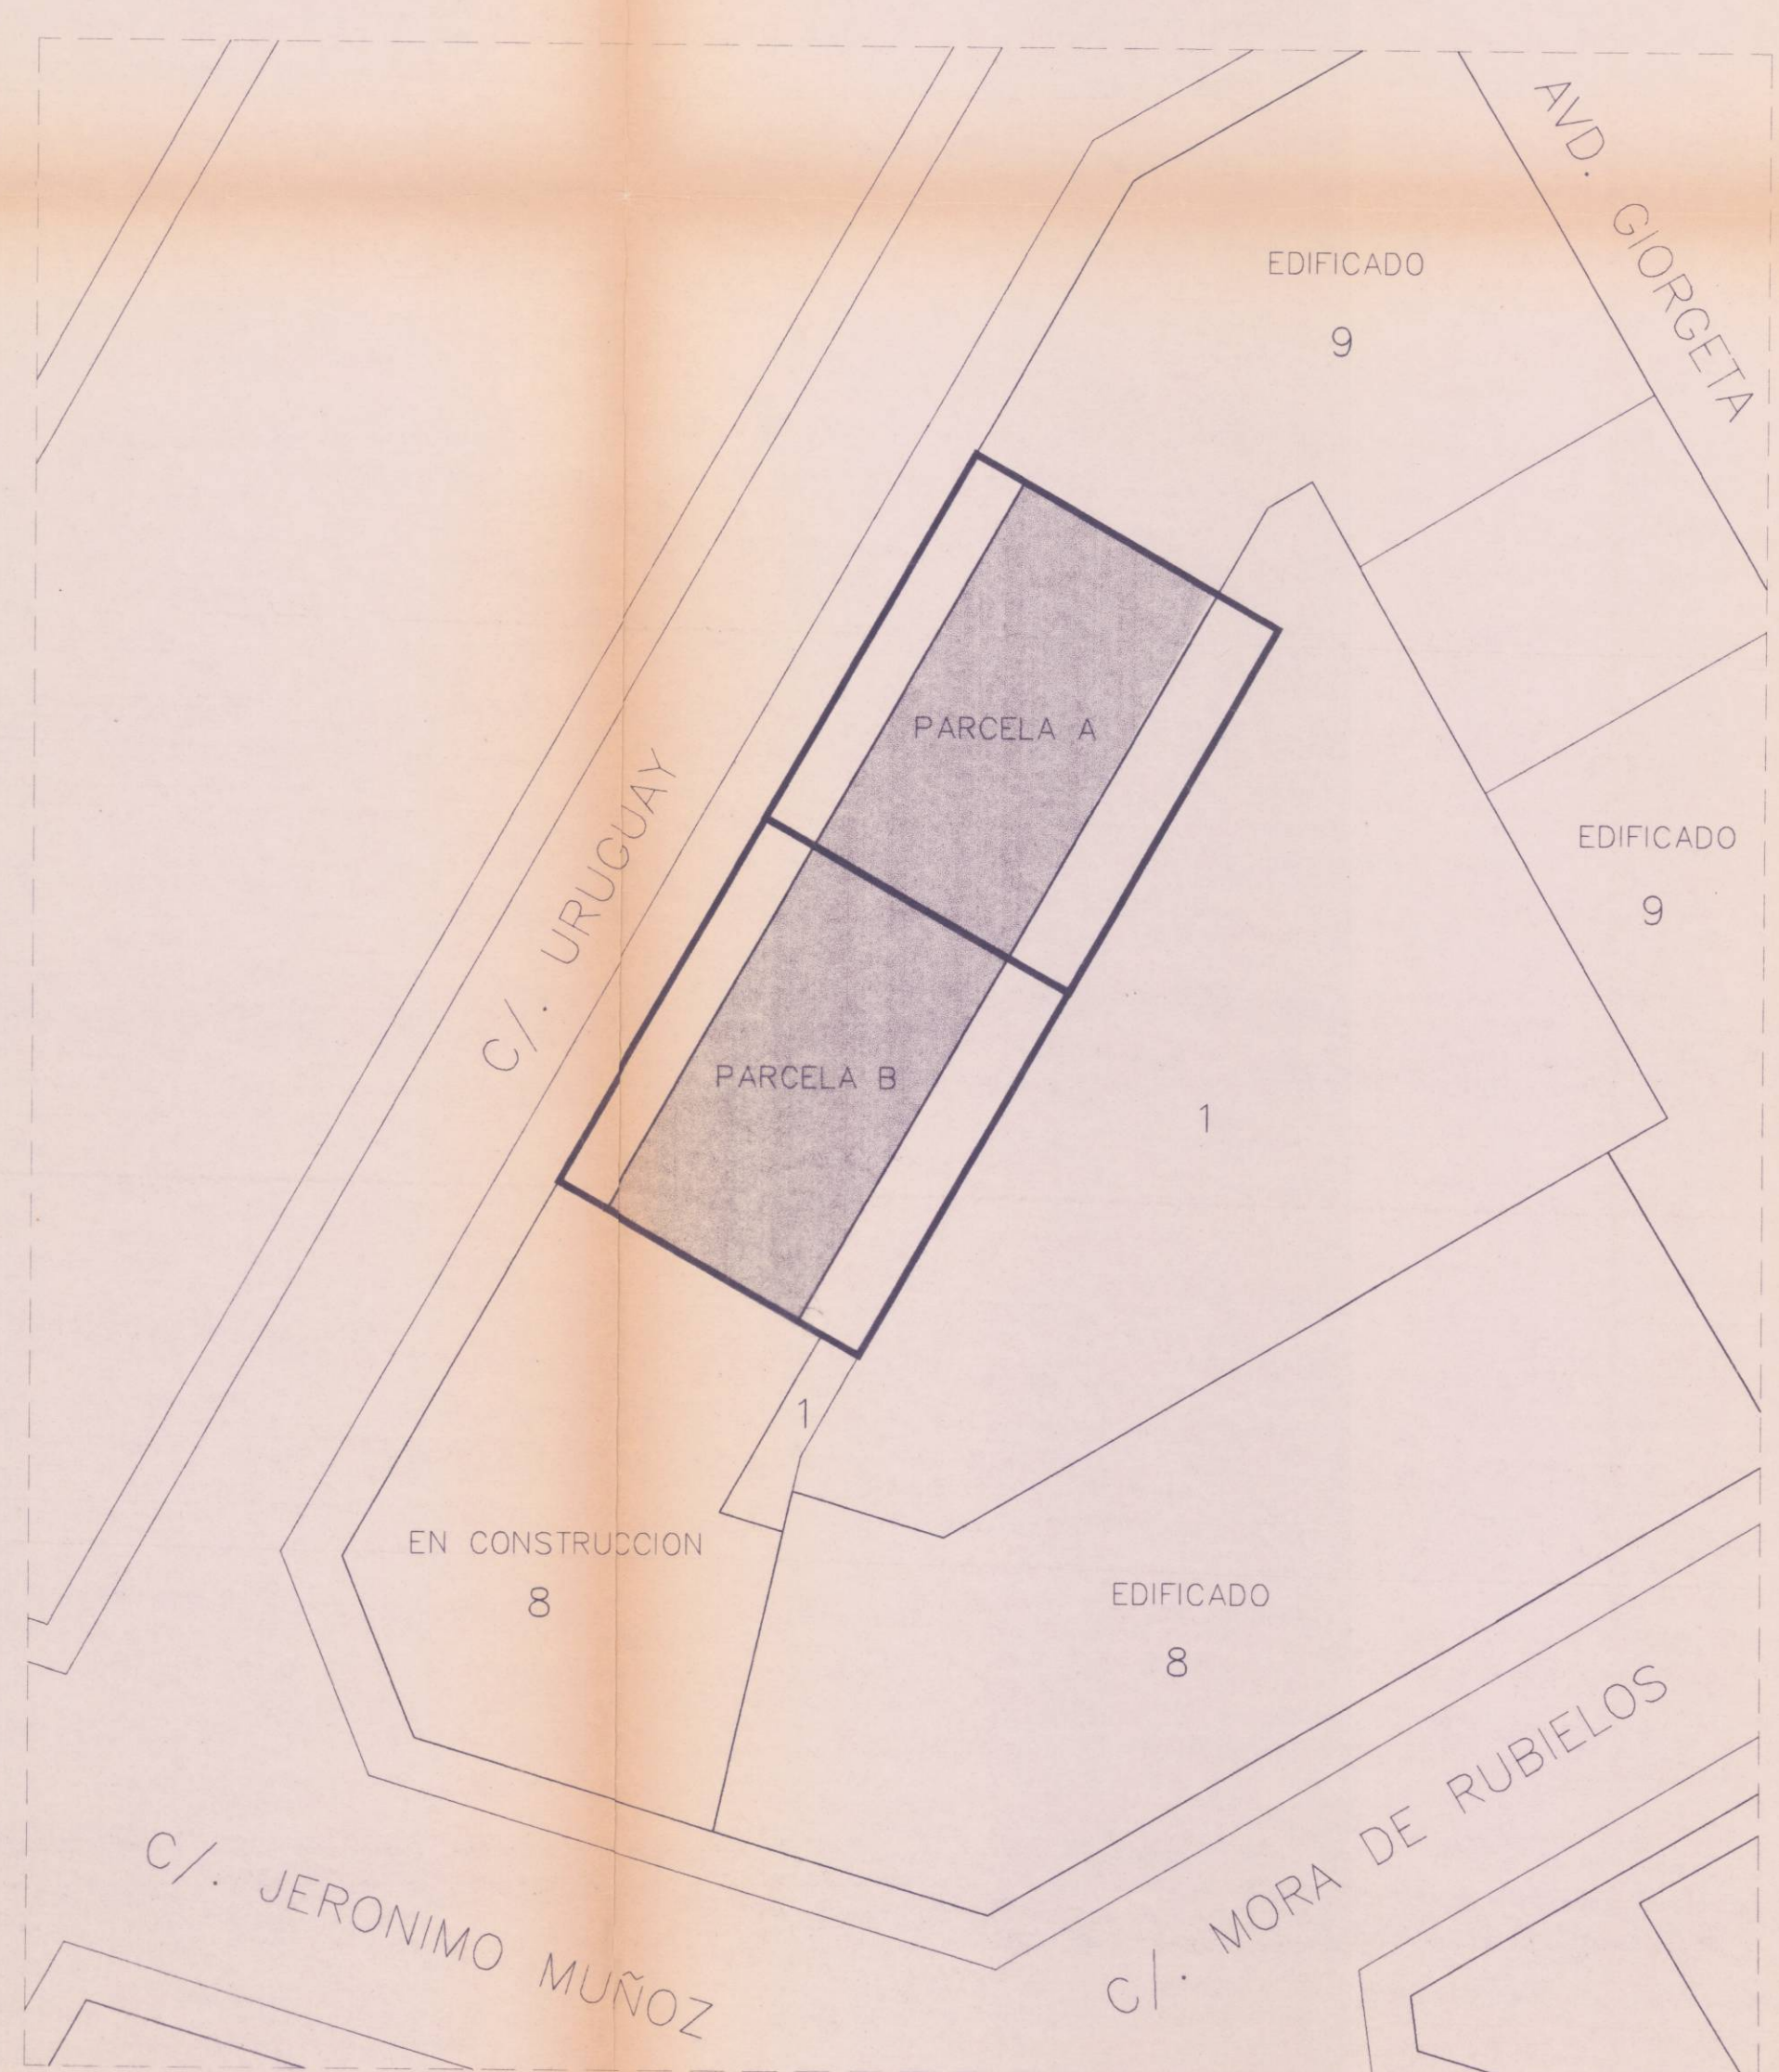 AVD. GIORGETA
EDIFICADO
9
PARCELA A
C/. URUGUAY
EDIFICADO
9
PARCELA B
1
1
EN CONSTRUCCION
8
EDIFICADO
8
C/. MORA DE RUBIELOS
C/. JERONIMO MUÑOZ